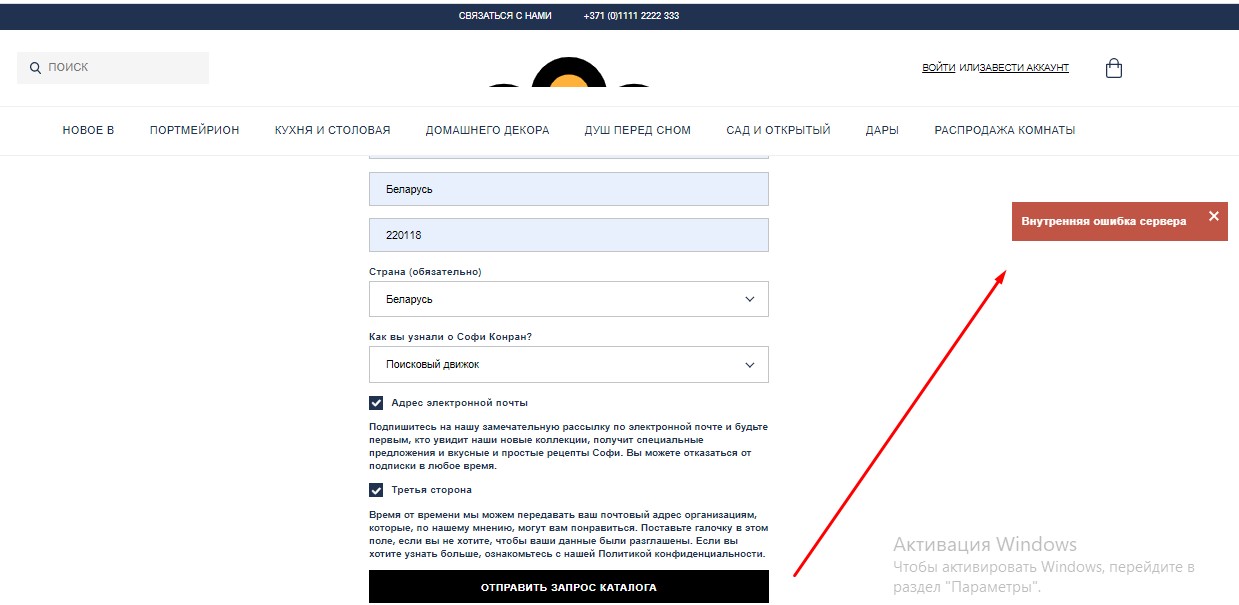 СВЯЗАТЬСЯ С НАМИ +371 (0)1111 2222 333
ПОИСК
ВОЙТИ ИЛИЗАВЕСТИ АККАУНТ
НОВОЕ В ПОРТМЕЙРИОН КУХНЯ И СТОЛОВАЯ ДОМАШНЕГО ДЕКОРА ДУШ ПЕРЕД СНОМ САД И ОТКРЫТЫЙ ДАРЫ РАСПРОДАЖА КОМНАТЫ
Беларусь
Внутренняя ошибка сервера
220118
Страна (обязательно)
Беларусь
Как вы узнали о Софи Конран?
Поисковый движок
Адрес электронной почты
Подпишитесь на нашу замечательную рассылку по электронной почте и будьте
первым, кто увидит наши новые коллекции, получит специальные
предложения и вкусные и простые рецепты Софи. Вы можете отказаться от
подписки в любое время.
Третья сторона
Время от времени мы можем передавать ваш почтовый адрес организациям,
которые, по нашему мнению, могут вам понравиться. Поставьте галочку в этом
поле, если вы не хотите, чтобы ваши данные были разглашены. Если вы
хотите узнать больше, ознакомьтесь с нашей Политикой конфиденциальности.
ОТПРАВИТЬ ЗАПРОС КАТАЛОГА
Активация Windows
Чтобы активировать Windows, перейдите в
раздел "Параметры".